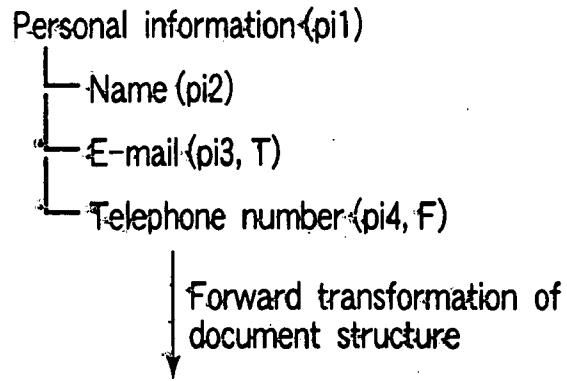 Personal information (pi1)
Name (pi2)
E-mail (pi3, T)
Telephone number (pi4, F)
Forward transformation of
document structure